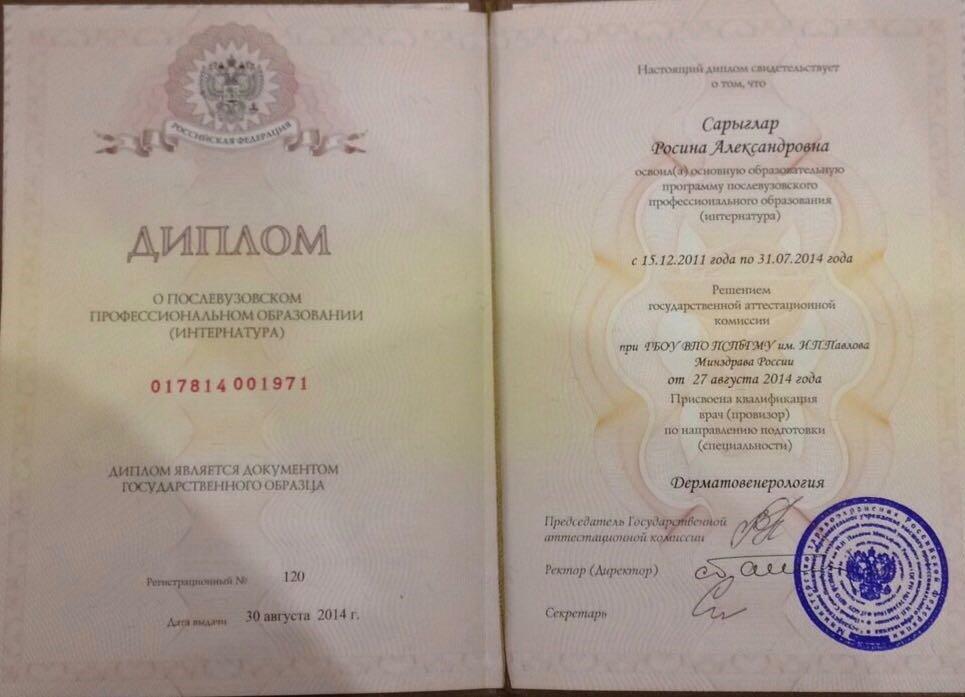 РОССИЙСКАЯ ФЕДЕРАЦИЯ
ДИПЛОМ
О ПОСЛЕВУЗОВСКОМ
ПРОФЕССИОНАЛЬНОМ ОБРАЗОВАНИИ
(ИНТЕРНАТУРА)
017814 001971
ДИПЛОМ ЯВЛЯЕТСЯ ДОКУМЕНТОМ
ГОСУДАРСТВЕННОГО ОБРАЗЦА
Регистрационный № 120
Дата выдачи 30 августа 2014 г.
Настоящий диплом свидетельствует
о том, что
Сарыглар
Росина Александровна
освоил(а) основную образовательную
программу послевузовского
профессионального образования
(интернатура)
с 15.12.2011 года по 31.07.2014 года
Решением
государственной аттестационной
комиссии
при ГБОУ ВПО ПСПбГМУ им. И.П.Павлова
Минздрава России
от 27 августа 2014 года
Присвоена квалификация
врач (провизор)
по направлению подготовки
(специальности)
Дерматовенерология
Председатель Государственной
аттестационной комиссии
Ректор (Директор)
Секретарь
Министерство здравоохранения Российской Федерации